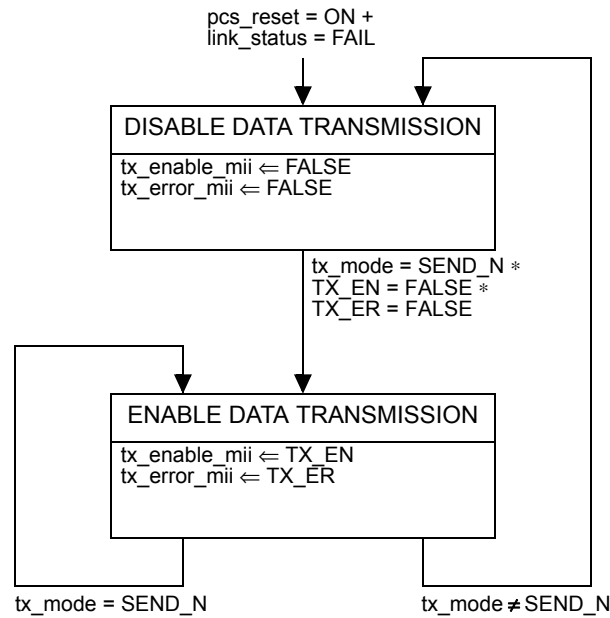 pcs_reset = ON +
link_status = FAIL
DISABLE DATA TRANSMISSION
tx_enable_mii ⇐ FALSE
tx_error_mii ⇐ FALSE
tx_mode = SEND_N *
TX_EN = FALSE *
TX_ER = FALSE
ENABLE DATA TRANSMISSION
tx_enable_mii ⇐ TX_EN
tx_error_mii ⇐ TX_ER
tx_mode = SEND_N
tx_mode ≠ SEND_N